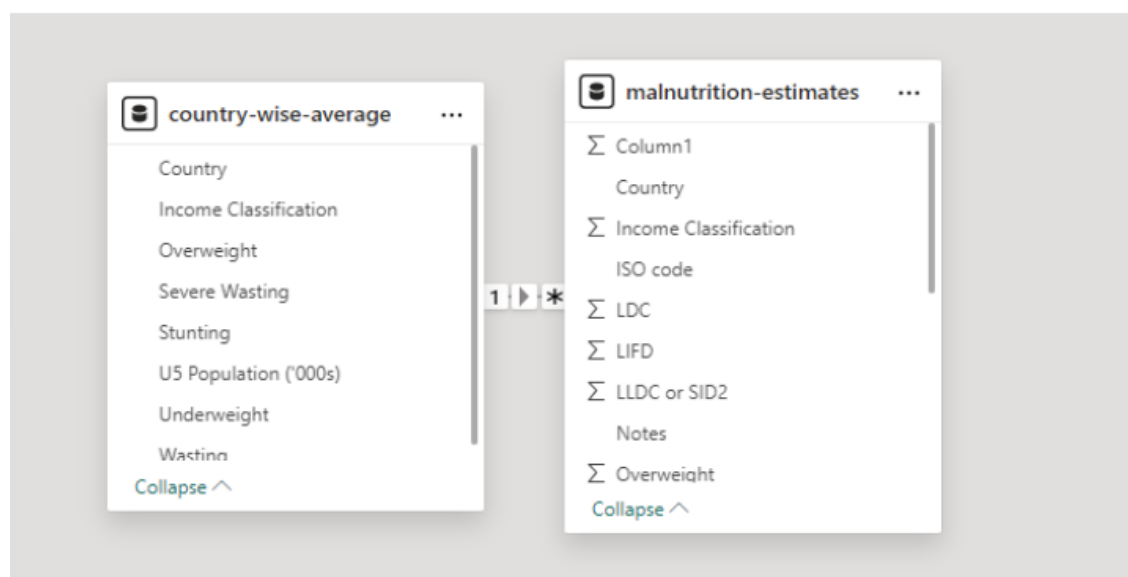 country-wise-average ...
Country
Income Classification
Overweight
Severe Wasting
Stunting
U5 Population ('000s)
Underweight
Wasting
Collapse
1 *
malnutrition-estimates ...
Σ Column1
Country
Σ Income Classification
ISO code
Σ LDC
Σ LIFD
Σ LLDC or SID2
Notes
Σ Overweight
Collapse